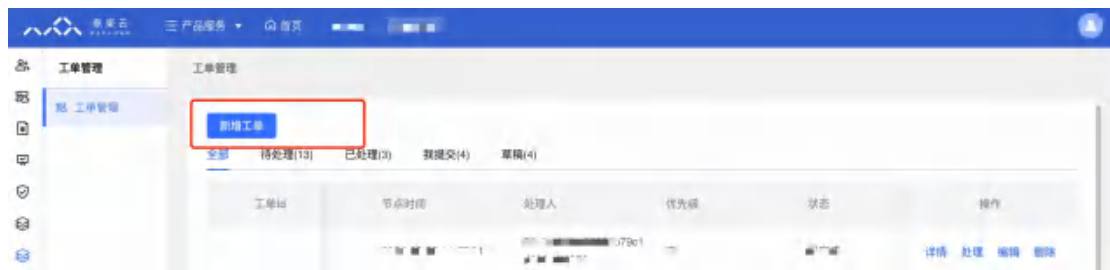 产品服务 首页
工单管理 工单管理
工单管理
新增工单
全部 待处理(13) 已处理(3) 我提交(4) 草稿(4)
工单id 节点时间 处理人 优先级 状态 操作
详情 处理 编辑 删除